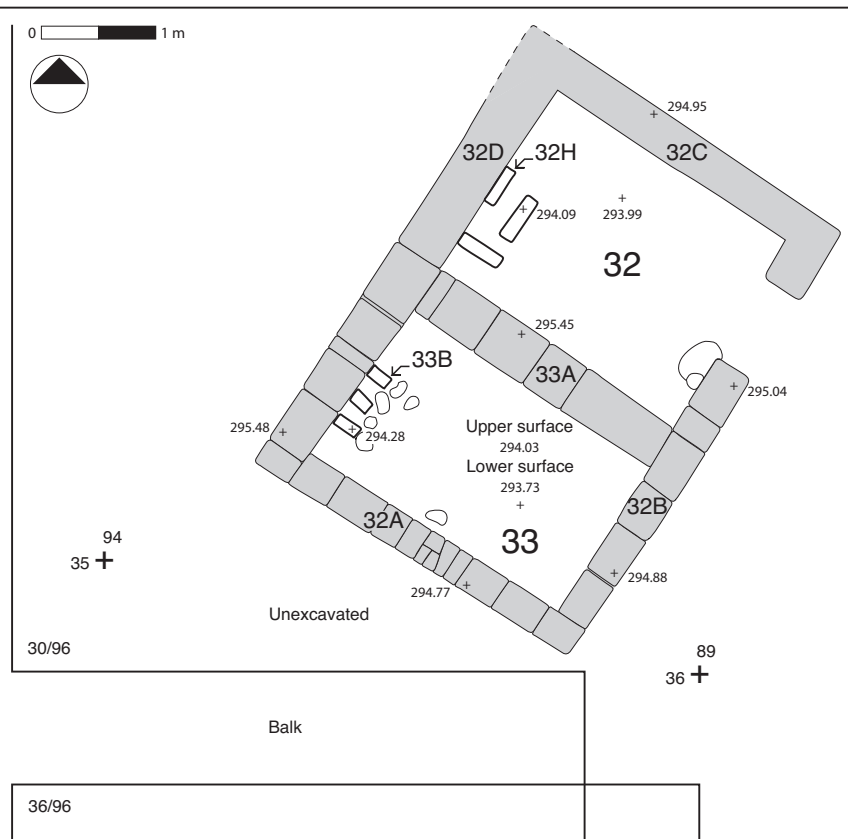 0 1 m
294.95
32D
32H
32C
294.09
293.99
32
295.45
33B
33A
295.04
295.48
294.28
Upper surface
294.03
Lower surface
293.73
32A
33
32B
94
35
294.77
294.88
Unexcavated
30/96
89
36
Balk
36/96